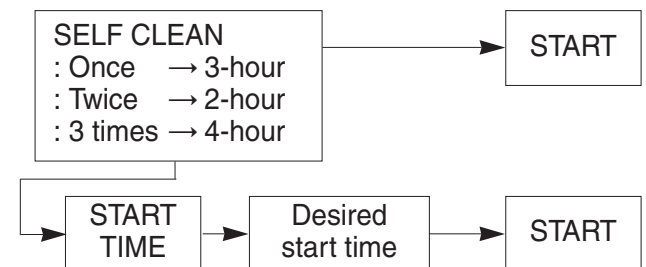 SELF CLEAN
: Once → 3-hour
: Twice → 2-hour
: 3 times → 4-hour
START
START
TIME
Desired
start time
START